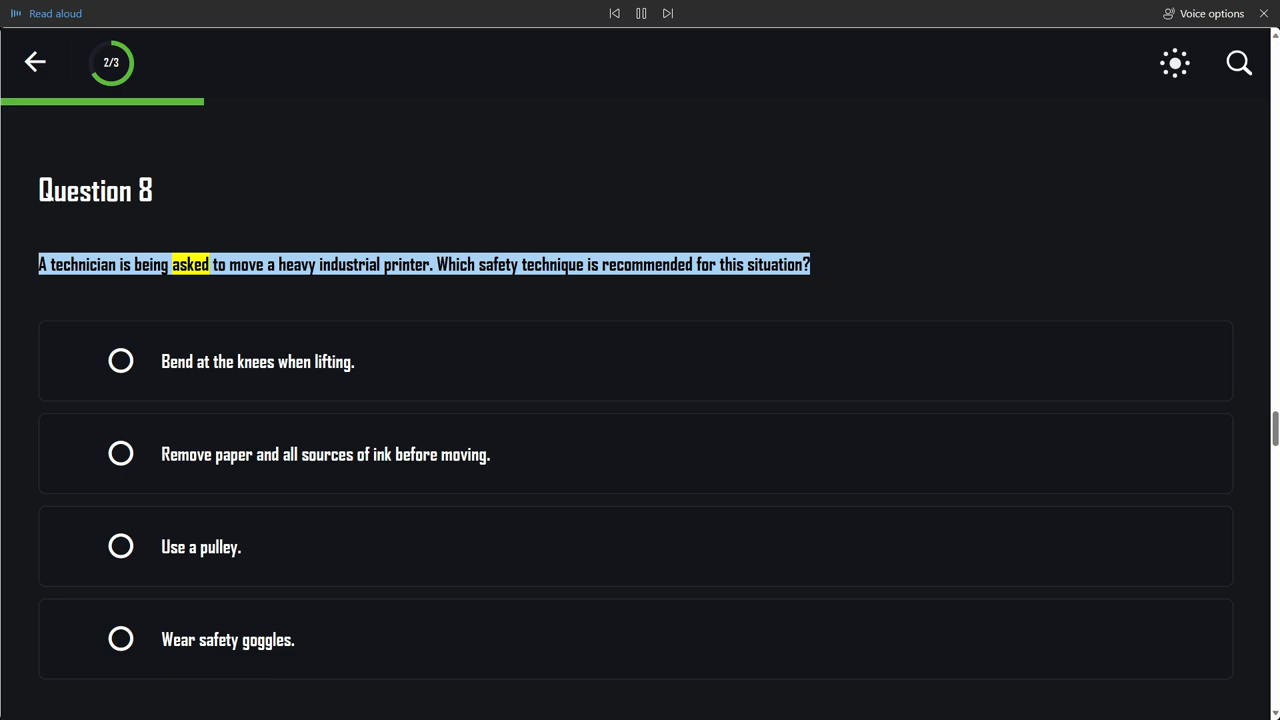 Read aloud
Voice options
2/3
Question 8
A technician is being asked to move a heavy industrial printer. Which safety technique is recommended for this situation?
Bend at the knees when lifting.
Remove paper and all sources of ink before moving.
Use a pulley.
Wear safety goggles.